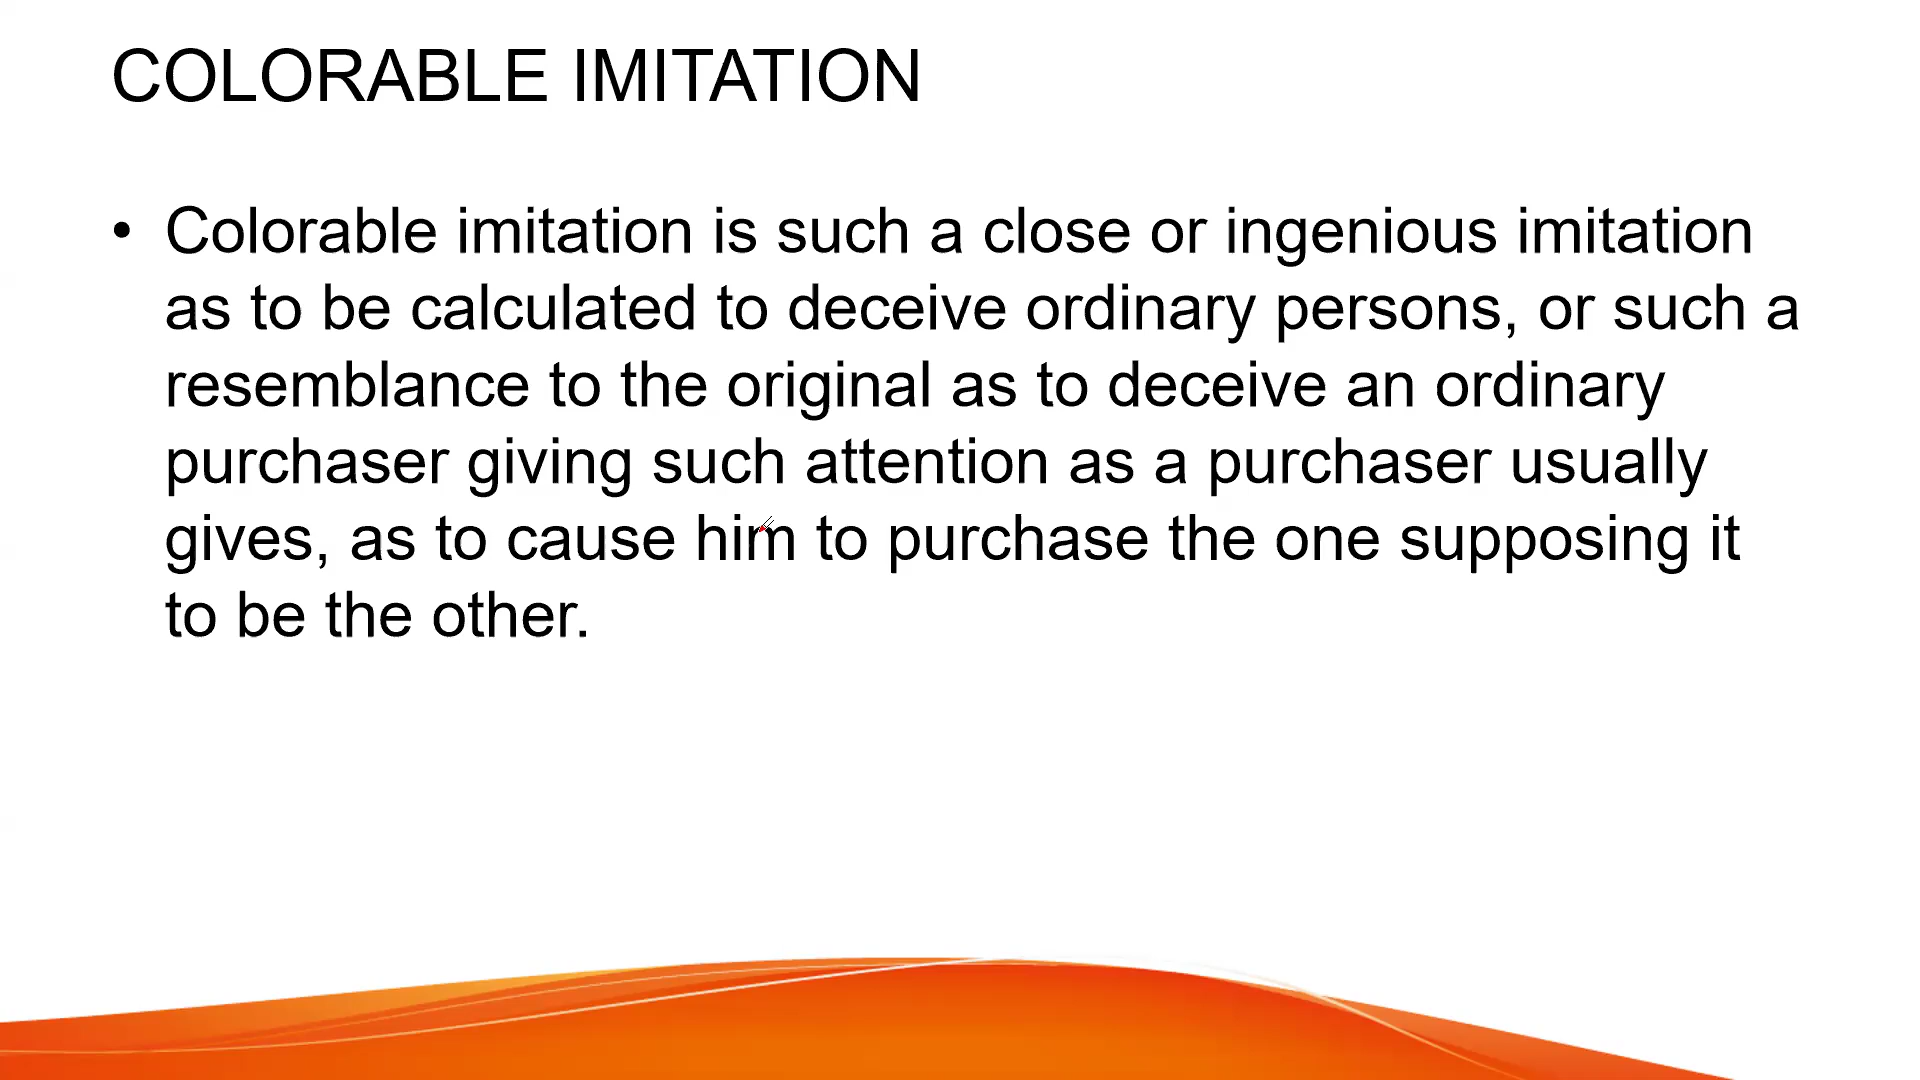 COLORABLE IMITATION
• Colorable imitation is such a close or ingenious imitation
as to be calculated to deceive ordinary persons, or such a
resemblance to the original as to deceive an ordinary
purchaser giving such attention as a purchaser usually
gives, as to cause him to purchase the one supposing it
to be the other.